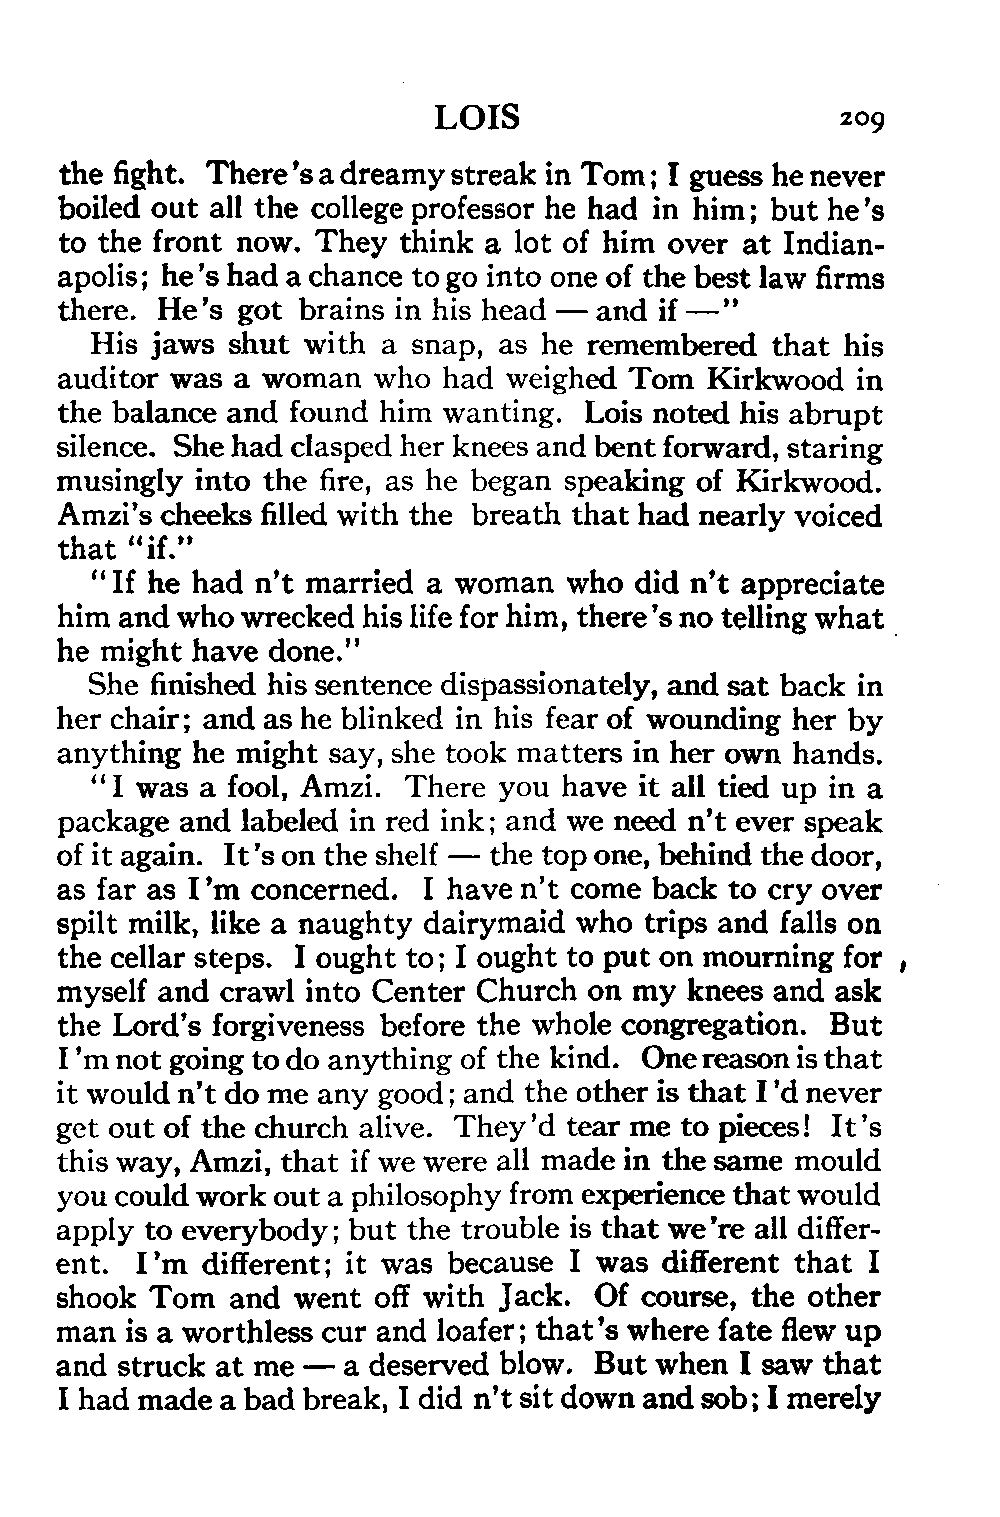 LOIS 209
the fight. There's a dreamy streak in Tom; I guess he never
boiled out all the college professor he had in him; but he's
to the front now. They think a lot of him over at Indian-
apolis; he's had a chance to go into one of the best law firms
there. He's got brains in his head — and if —"
His jaws shut with a snap, as he remembered that his
auditor was a woman who had weighed Tom Kirkwood in
the balance and found him wanting. Lois noted his abrupt
silence. She had clasped her knees and bent forward, staring
musingly into the fire, as he began speaking of Kirkwood.
Amzi's cheeks filled with the breath that had nearly voiced
that "if."
"If he had n't married a woman who did n't appreciate
him and who wrecked his life for him, there's no telling what
he might have done."
She finished his sentence dispassionately, and sat back in
her chair; and as he blinked in his fear of wounding her by
anything he might say, she took matters in her own hands.
"I was a fool, Amzi. There you have it all tied up in a
package and labeled in red ink; and we need n't ever speak
of it again. It's on the shelf — the top one, behind the door,
as far as I'm concerned. I have n't come back to cry over
spilt milk, like a naughty dairymaid who trips and falls on
the cellar steps. I ought to; I ought to put on mourning for
myself and crawl into Center Church on my knees and ask
the Lord's forgiveness before the whole congregation. But
I'm not going to do anything of the kind. One reason is that
it would n't do me any good; and the other is that I'd never
get out of the church alive. They'd tear me to pieces! It's
this way, Amzi, that if we were all made in the same mould
you could work out a philosophy from experience that would
apply to everybody; but the trouble is that we're all differ-
ent. I'm different; it was because I was different that I
shook Tom and went off with Jack. Of course, the other
man is a worthless cur and loafer; that's where fate flew up
and struck at me — a deserved blow. But when I saw that
I had made a bad break, I did n't sit down and sob; I merely